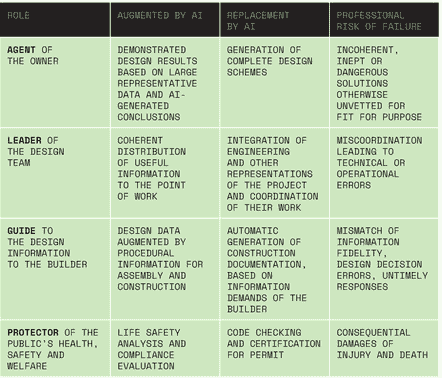 ROLE
AUGMENTED BY AI
REPLACEMENT
BY AI
PROFESSIONAL
RISK OF FAILURE
AGENT OF
THE OWNER
DEMONSTRATED
DESIGN RESULTS
BASED ON LARGE
REPRESENTATIVE
DATA AND AI-
GENERATED
CONCLUSIONS
GENERATION OF
COMPLETE DESIGN
SCHEMES
INCOHERENT,
INEPT OR
DANGEROUS
SOLUTIONS
OTHERWISE
UNVETTED FOR
FIT FOR PURPOSE
LEADER OF
THE DESIGN
TEAM
COHERENT
DISTRIBUTION
OF USEFUL
INFORMATION
TO THE POINT
OF WORK
INTEGRATION OF
ENGINEERING
AND OTHER
REPRESENTATIONS
OF THE PROJECT
AND COORDINATION
OF THEIR WORK
MISCOORDINATION
LEADING TO
TECHNICAL OR
OPERATIONAL
ERRORS
GUIDE TO
THE DESIGN
INFORMATION
TO THE BUILDER
DESIGN DATA
AUGMENTED BY
PROCEDURAL
INFORMATION FOR
ASSEMBLY AND
CONSTRUCTION
AUTOMATIC
GENERATION OF
CONSTRUCTION
DOCUMENTATION,
BASED ON
INFORMATION
DEMANDS OF THE
BUILDER
MISMATCH OF
INFORMATION
FIDELITY,
DESIGN DECISION
ERRORS, UNTIMELY
RESPONSES
PROTECTOR OF THE
PUBLIC'S HEALTH,
SAFETY AND
WELFARE
LIFE SAFETY
ANALYSIS AND
COMPLIANCE
EVALUATION
CODE CHECKING
AND CERTIFICATION
FOR PERMIT
CONSEQUENTIAL
DAMAGES OF
INJURY AND DEATH